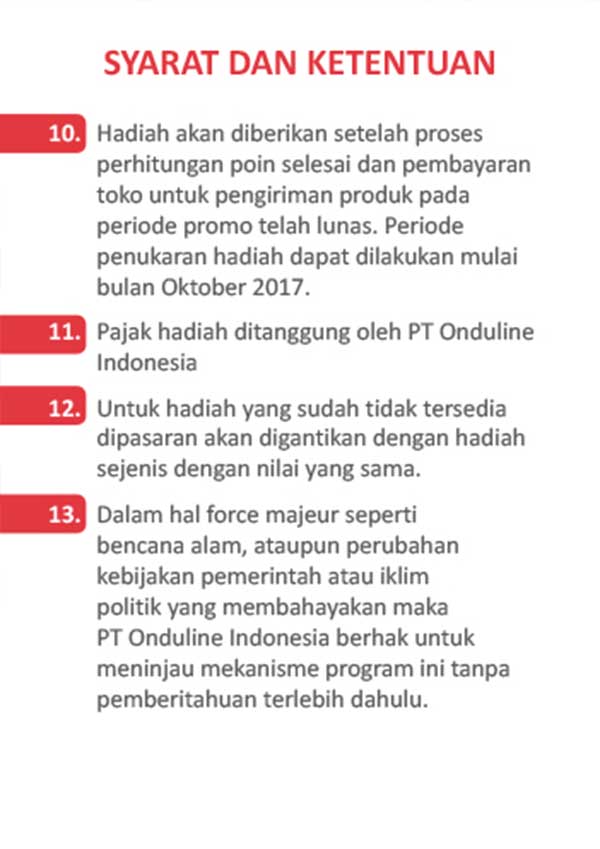 SYARAT DAN KETENTUAN
10. Hadiah akan diberikan setelah proses
perhitungan poin selesai dan pembayaran
toko untuk pengiriman produk pada
periode promo telah lunas. Periode
penukaran hadiah dapat dilakukan mulai
bulan Oktober 2017.
11. Pajak hadiah ditanggung oleh PT Onduline
Indonesia
12. Untuk hadiah yang sudah tidak tersedia
dipasaran akan digantikan dengan hadiah
sejenis dengan nilai yang sama.
13. Dalam hal force majeur seperti
bencana alam, ataupun perubahan
kebijakan pemerintah atau iklim
politik yang membahayakan maka
PT Onduline Indonesia berhak untuk
meninjau mekanisme program ini tanpa
pemberitahuan terlebih dahulu.